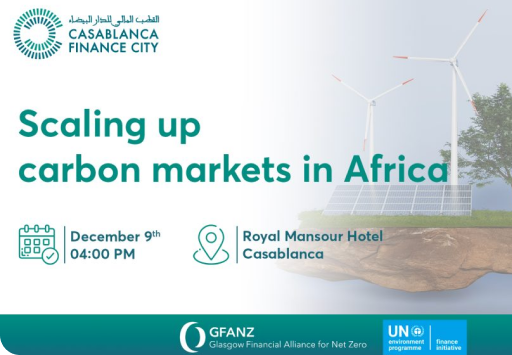 القطب المالي للدار البيضاء
CASABLANCA
FINANCE CITY
Scaling up
carbon markets in Africa
December 9th
04:00 PM
Royal Mansour Hotel
Casablanca
GFANZ
Glasgow Financial Alliance for Net Zero
UN
environment
programme
finance
initiative